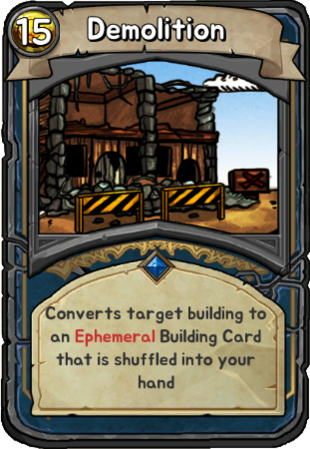 15
Demolition
Converts target building to
an Ephemeral Building Card
that is shuffled into your
hand